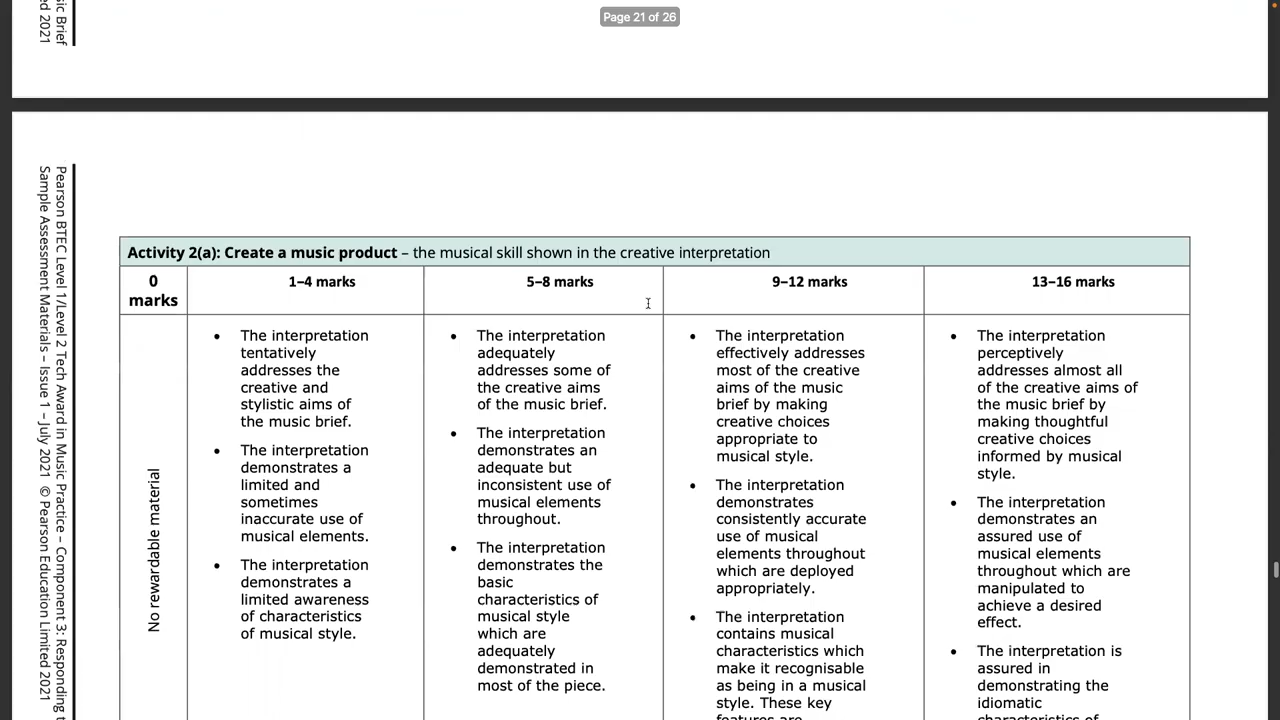 Page 21 of 26
Brief
ed 2021
Pearson BTEC Level 1/Level 2 Tech Award in Music Practice – Component 3: Responding t
Sample Assessment Materials – Issue 1 – July 2021 © Pearson Education Limited 2021
Activity 2(a): Create a music product – the musical skill shown in the creative interpretation
0
marks
1–4 marks
5–8 marks
9–12 marks
13–16 marks
No rewardable material
• The interpretation
tentatively
addresses the
creative and
stylistic aims of
the music brief.
• The interpretation
demonstrates a
limited and
sometimes
inaccurate use of
musical elements.
• The interpretation
demonstrates a
limited awareness
of characteristics
of musical style.
• The interpretation
adequately
addresses some of
the creative aims
of the music brief.
• The interpretation
demonstrates an
adequate but
inconsistent use of
musical elements
throughout.
• The interpretation
demonstrates the
basic
characteristics of
musical style
which are
adequately
demonstrated in
most of the piece.
• The interpretation
effectively addresses
most of the creative
aims of the music
brief by making
creative choices
appropriate to
musical style.
• The interpretation
demonstrates
consistently accurate
use of musical
elements throughout
which are deployed
appropriately.
• The interpretation
contains musical
characteristics which
make it recognisable
as being in a musical
style. These key
features are
• The interpretation
perceptively
addresses almost all
of the creative aims of
the music brief by
making thoughtful
creative choices
informed by musical
style.
• The interpretation
demonstrates an
assured use of
musical elements
throughout which are
manipulated to
achieve a desired
effect.
• The interpretation is
assured in
demonstrating the
idiomatic
characteristics of